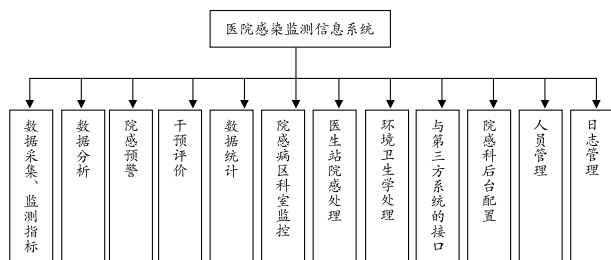 医院感染监测信息系统
数据采集、监测指标
数据分析
院感预警
干预评价
数据统计
院感病区科室监控
医生站院感处理
环境卫生学处理
与第三方系统的接口
院感科后台配置
人员管理
日志管理